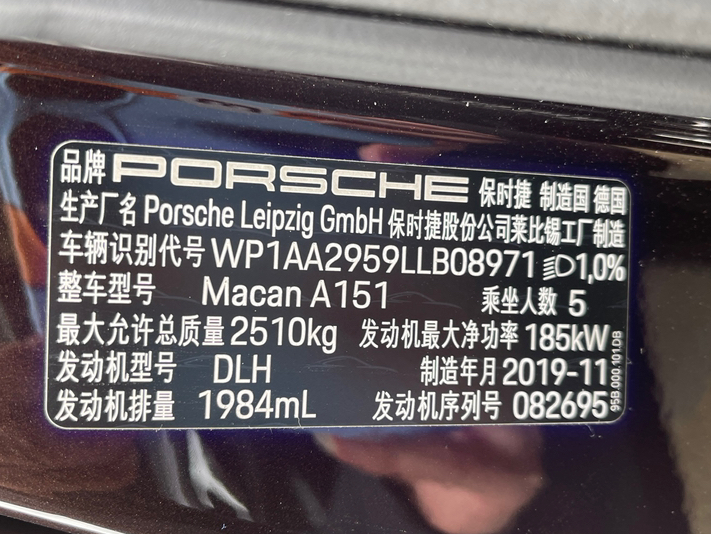 品牌 PORSCHE 保时捷 制造国 德国
生产厂名 Porsche Leipzig GmbH 保时捷股份公司莱比锡工厂制造
车辆识别代号 WP1AA2959LLB08971 1,0%
整车型号 Macan A151 乘坐人数 5
最大允许总质量 2510kg 发动机最大净功率 185kW
发动机型号 DLH 制造年月 2019-11
发动机排量 1984mL 发动机序列号 082695
95B.000.101.DB